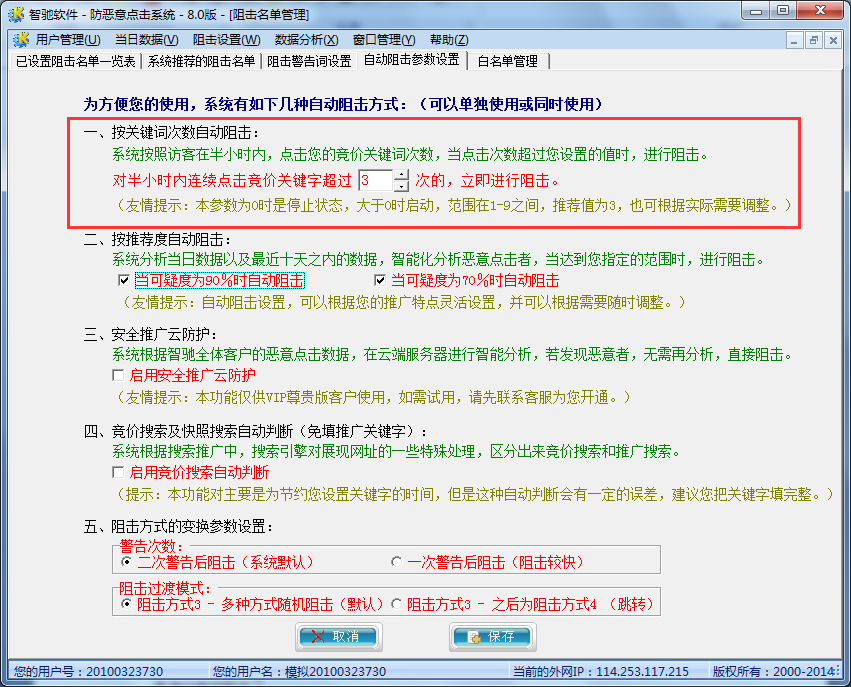 智驰软件 - 防恶意点击系统 - 8.0版 - [阻击名单管理]
用户管理(U) 当日数据(V) 阻击设置(W) 数据分析(X) 窗口管理(Y) 帮助(Z)
已设置阻击名单一览表 系统推荐的阻击名单 阻击警告词设置 自动阻击参数设置 白名单管理
为方便您的使用，系统有如下几种自动阻击方式：（可以单独使用或同时使用）
一、按关键词次数自动阻击：
系统按照访客在半小时内，点击您的竞价关键词次数，当点击次数超过您设置的值时，进行阻击。
对半小时内连续点击竞价关键字超过 3 次的，立即进行阻击。
（友情提示：本参数为0时是停止状态，大于0时启动，范围在1-9之间，推荐值为3，也可根据实际需要调整。）
二、按推荐度自动阻击：
系统分析当日数据以及最近十天之内的数据，智能化分析恶意点击者，当达到您指定的范围时，进行阻击。
当可疑度为90%时自动阻击 当可疑度为70%时自动阻击
（友情提示：自动阻击设置，可以根据您的推广特点灵活设置，并可以根据需要随时调整。）
三、安全推广云防护：
系统根据智驰全体客户的恶意点击数据，在云端服务器进行智能分析，若发现恶意者，无需再分析，直接阻击。
启用安全推广云防护
（友情提示：本功能仅供VIP尊贵版客户使用，如需试用，请先联系客服为您开通。）
四、竞价搜索及快照搜索自动判断（免填推广关键字）：
系统根据搜索推广中，搜索引擎对展现网址的一些特殊处理，区分出来竞价搜索和推广搜索。
启用竞价搜索自动判断
（提示：本功能对主要是为节约您设置关键字的时间，但是这种自动判断会有一定的误差，建议您把关键字填完整。）
五、阻击方式的变换参数设置：
警告次数：
二次警告后阻击（系统默认） 一次警告后阻击（阻击较快）
阻击过渡模式：
阻击方式3 - 多种方式随机阻击（默认） 阻击方式3 - 之后为阻击方式4 （跳转）
取消 保存
您的用户号：20100323730 您的用户名：模拟20100323730 当前的外网IP：114.253.117.215 版权所有：2000-2014